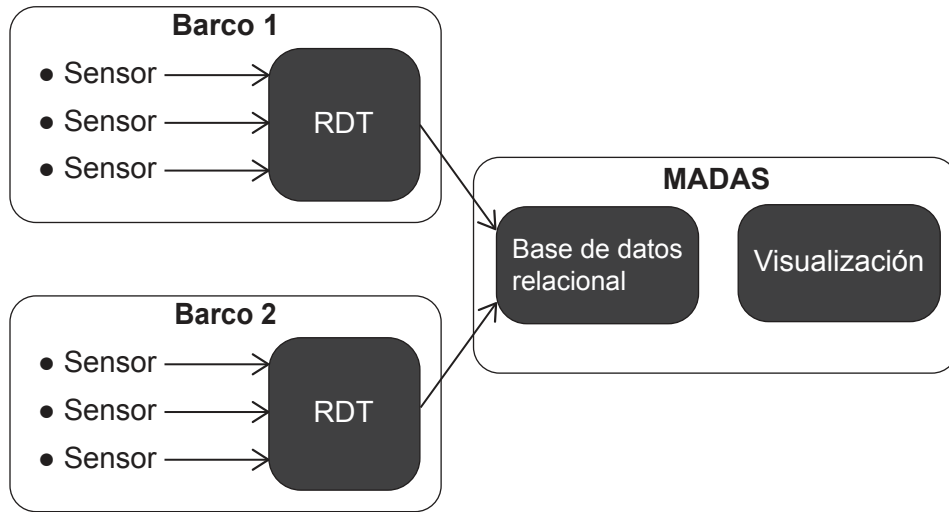 Barco 1
● Sensor
● Sensor
● Sensor
RDT
MADAS
Base de datos
relacional
Visualización
Barco 2
● Sensor
● Sensor
● Sensor
RDT